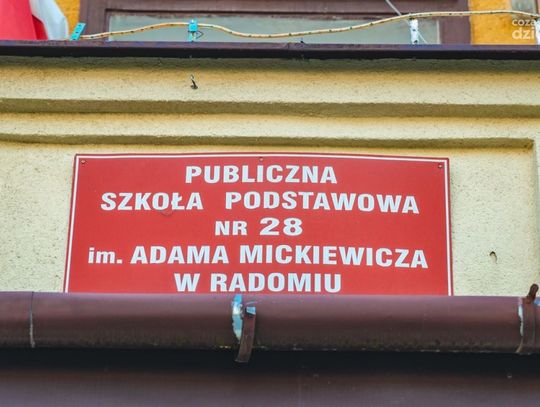 PUBLICZNA
SZKOŁA PODSTAWOWA
NR 28
im. ADAMA MICKIEWICZA
W RADOMIU